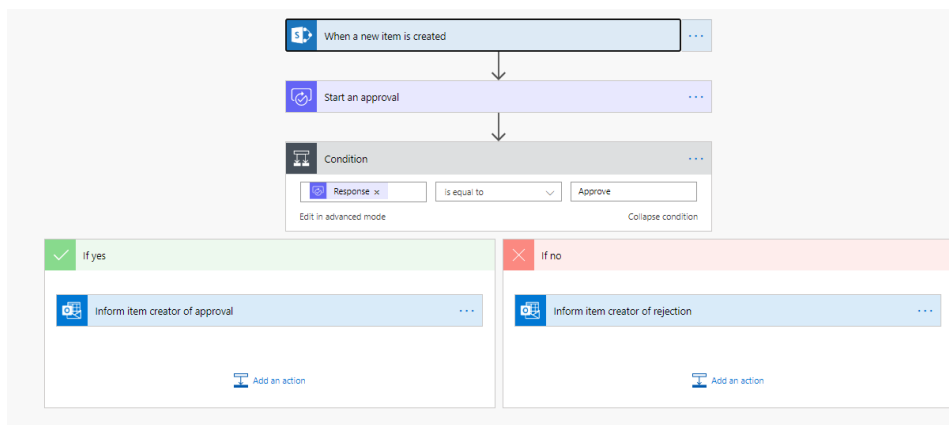 When a new item is created
Start an approval
Condition
Response × is equal to Approve
Edit in advanced mode Collapse condition
If yes
Inform item creator of approval
Add an action
If no
Inform item creator of rejection
Add an action